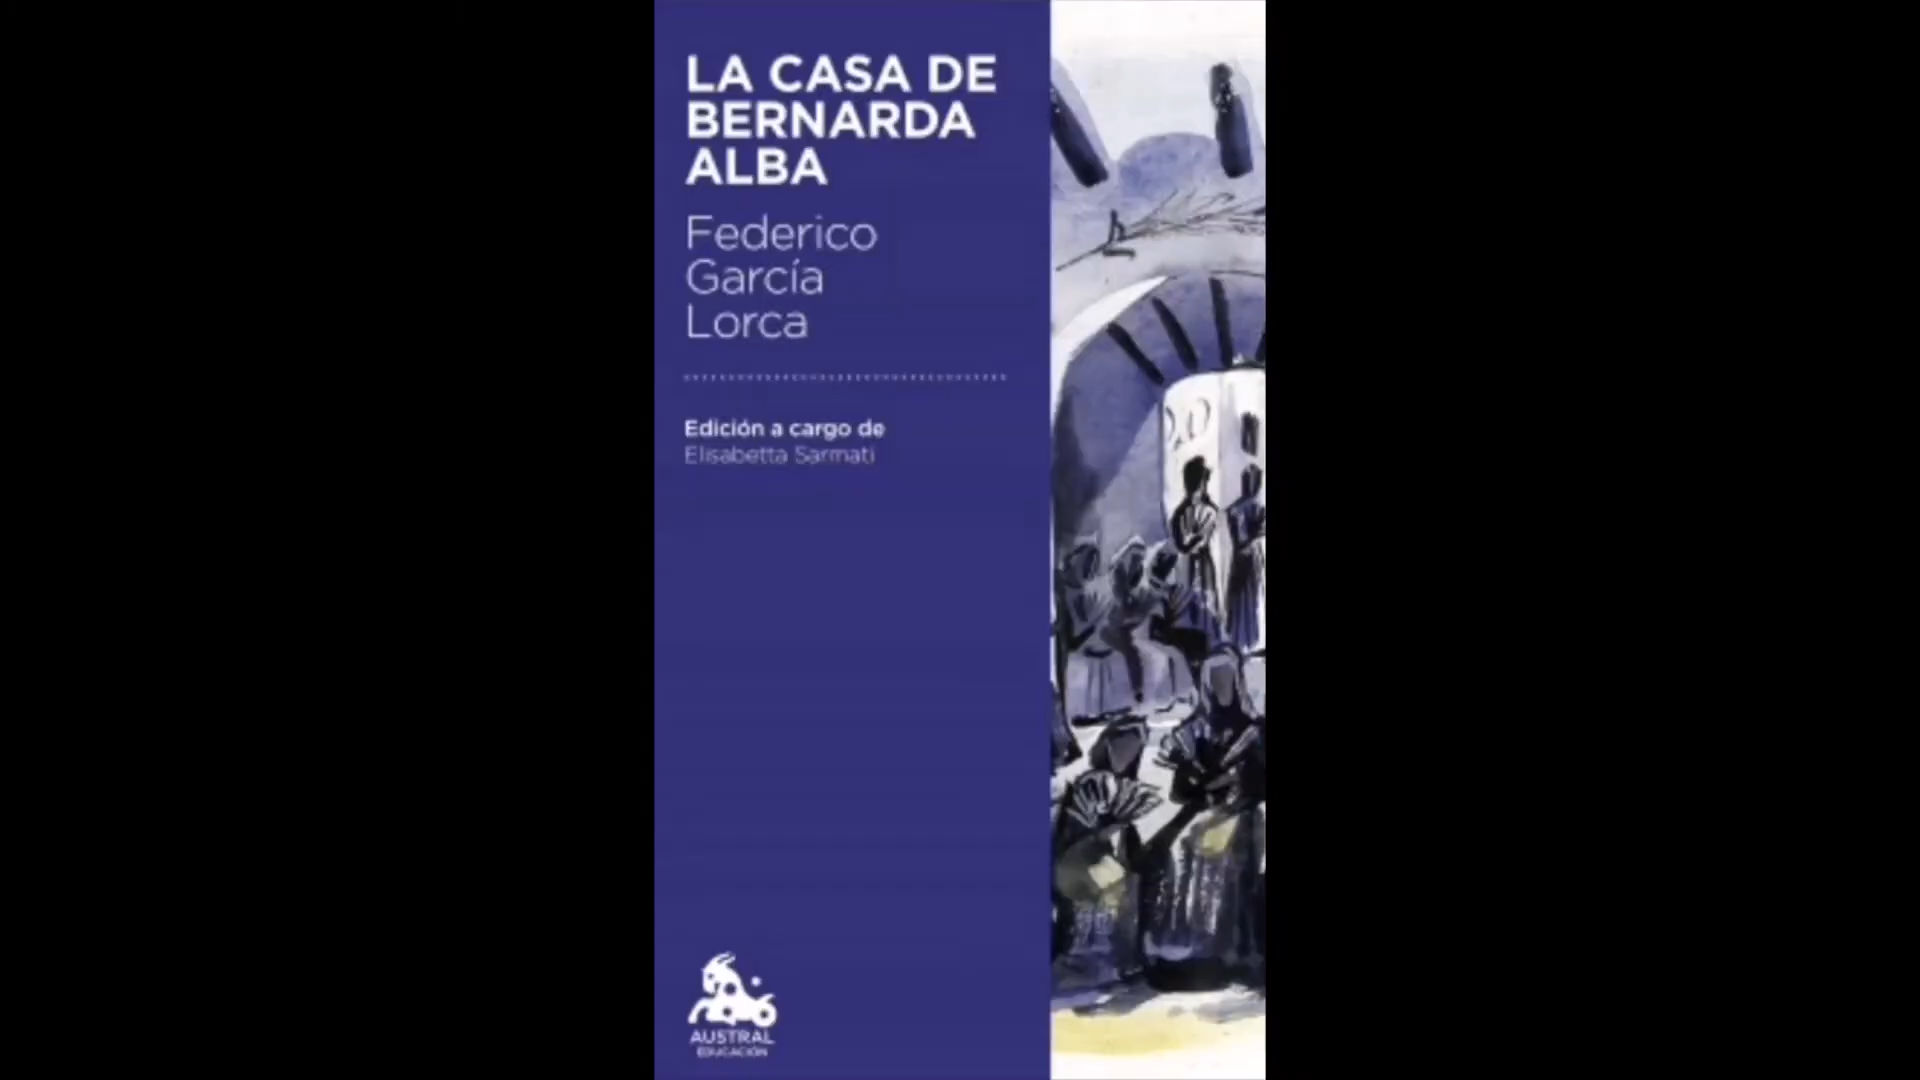 LA CASA DE
BERNARDA
ALBA
Federico
García
Lorca
Edición a cargo de
Elisabetta Sarmati
AUSTRAL
EDUCACIÓN